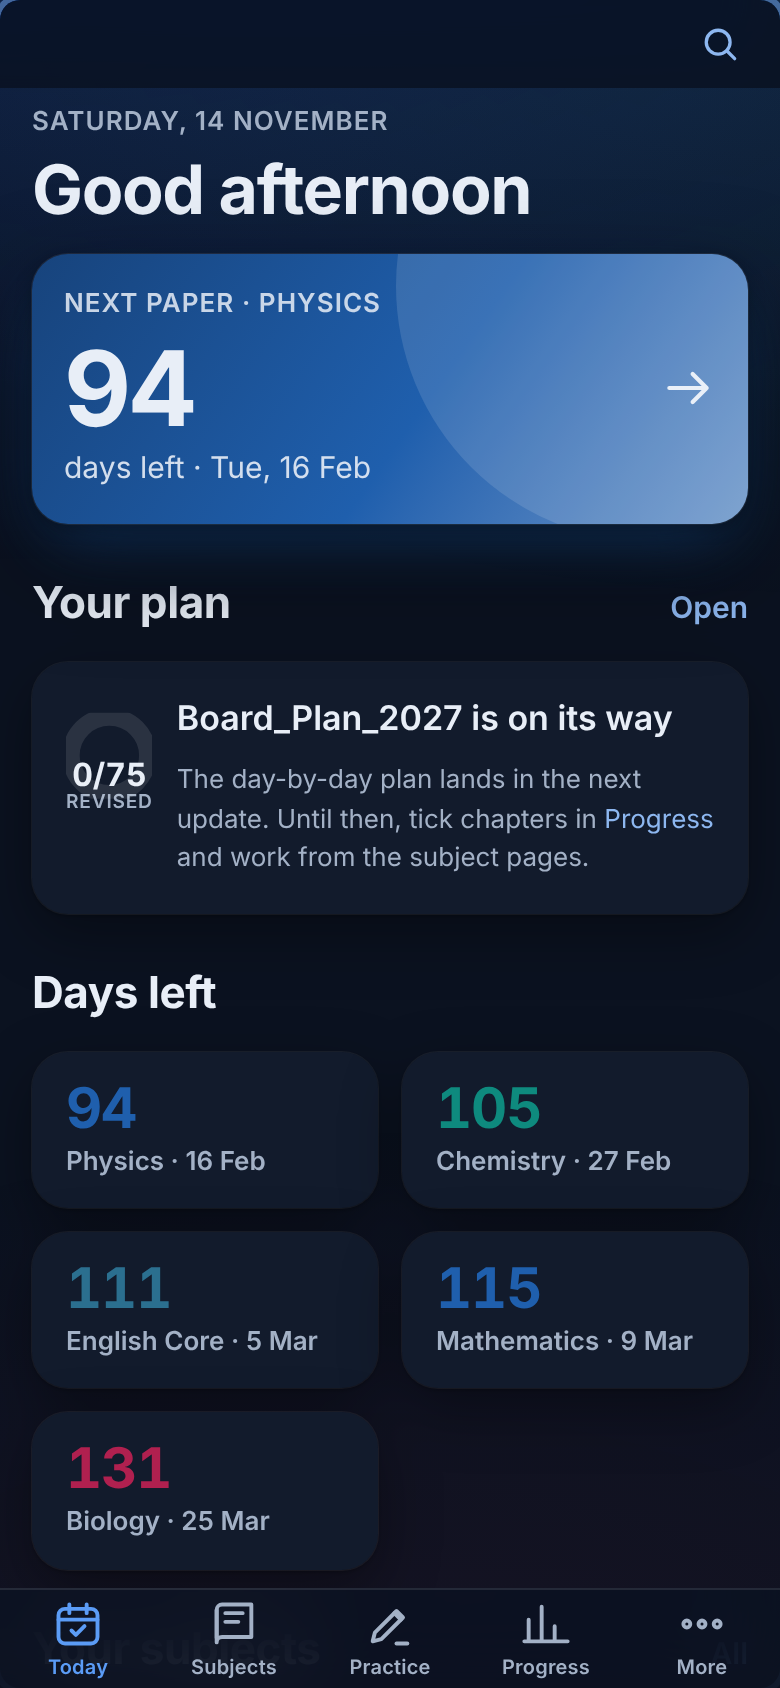 SATURDAY, 14 NOVEMBER
Good afternoon
NEXT PAPER · PHYSICS
94
days left · Tue, 16 Feb
Your plan
Open
0/75
REVISED
Board_Plan_2027 is on its way
The day-by-day plan lands in the next
update. Until then, tick chapters in Progress
and work from the subject pages.
Days left
94
Physics · 16 Feb
105
Chemistry · 27 Feb
111
English Core · 5 Mar
115
Mathematics · 9 Mar
131
Biology · 25 Mar
Your subjects
All
Today
Subjects
Practice
Progress
More